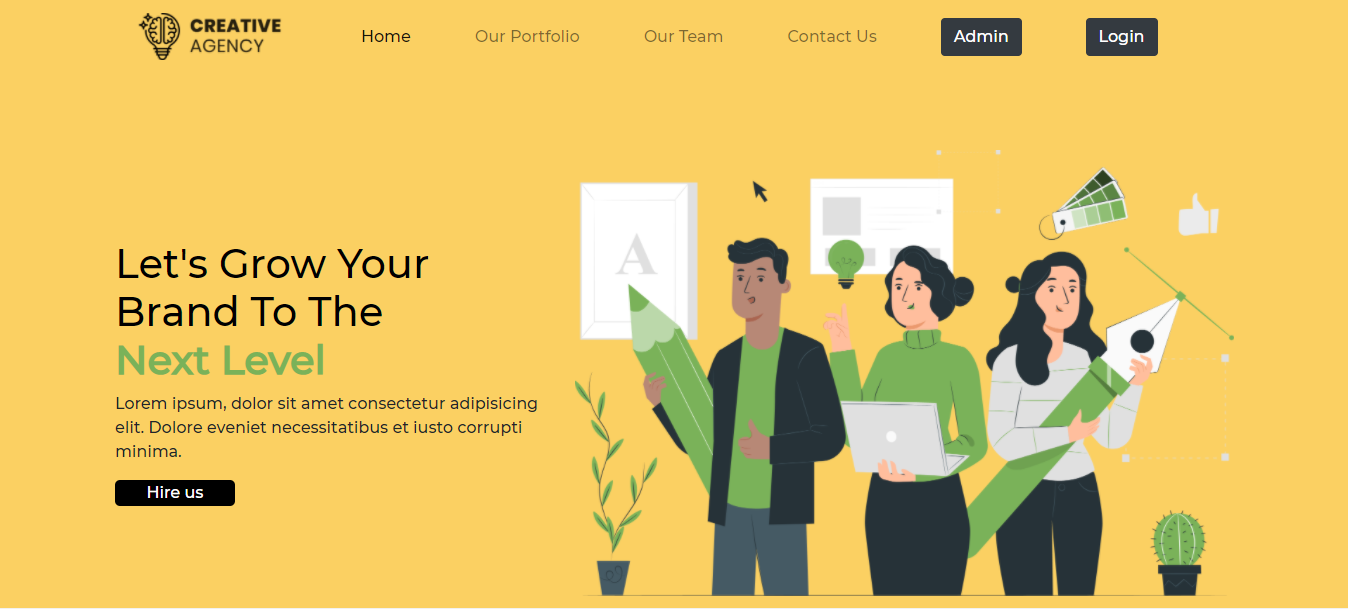 CREATIVE
AGENCY
Home
Our Portfolio
Our Team
Contact Us
Admin
Login
A
Let's Grow Your
Brand To The
Next Level
Lorem ipsum, dolor sit amet consectetur adipisicing
elit. Dolore eveniet necessitatibus et iusto corrupti
minima.
Hire us